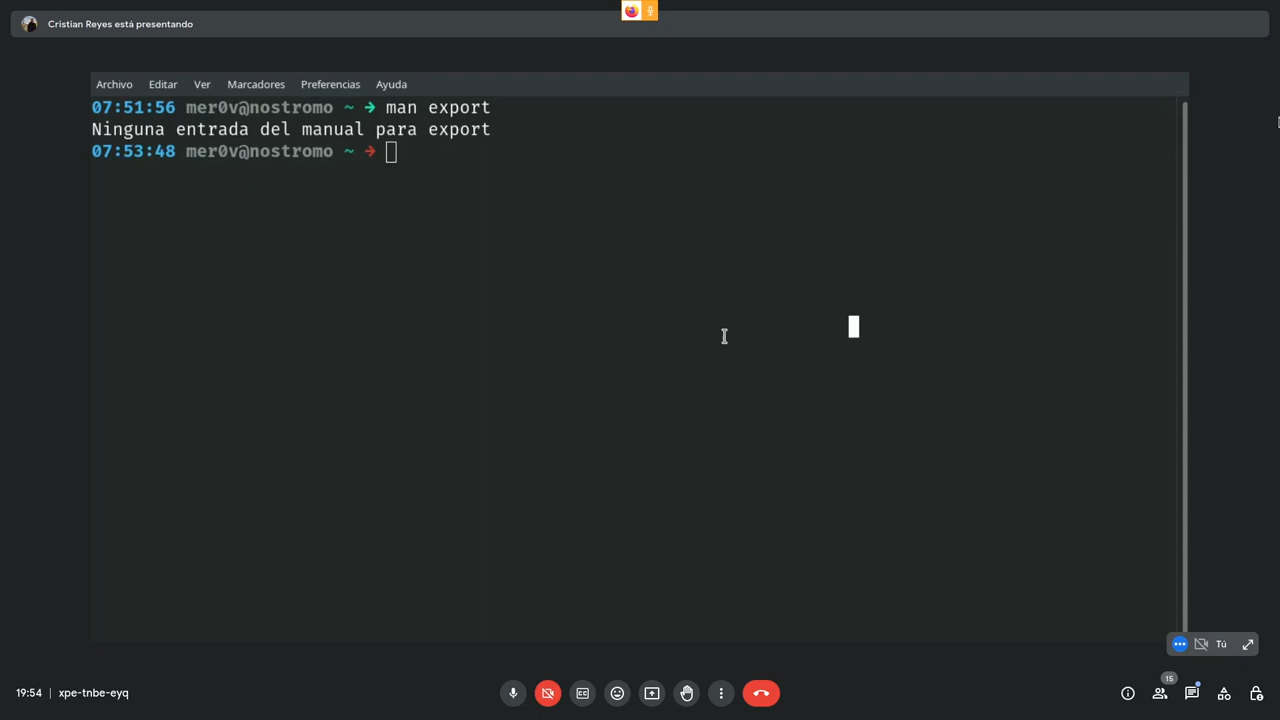 Cristian Reyes está presentando
Archivo Editar Ver Marcadores Preferencias Ayuda
07:51:56 mer0v@nostromo ~ → man export
Ninguna entrada del manual para export
07:53:48 mer0v@nostromo ~ →
Tú
15
19:54 | xpe-tnbe-eyq